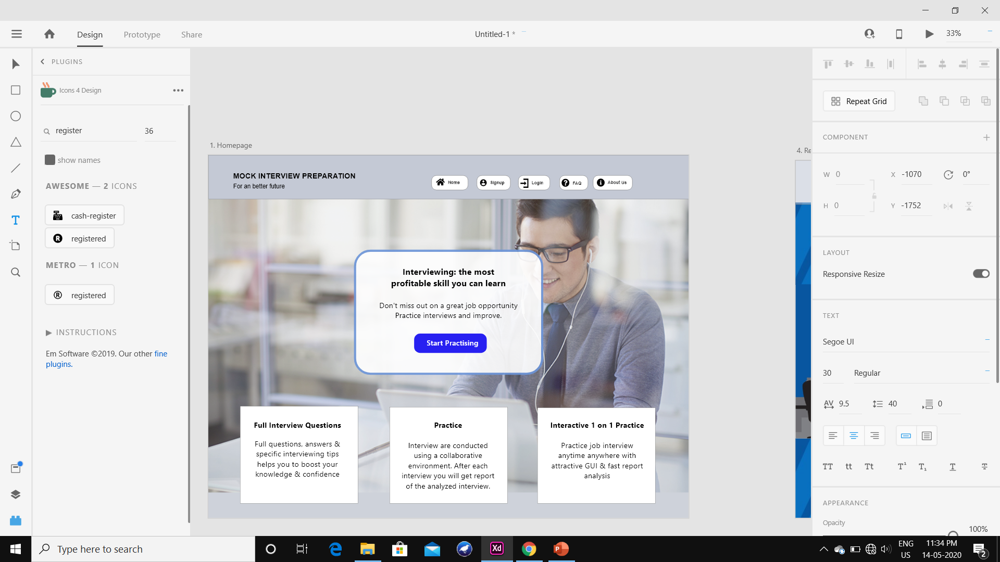 Design
Prototype
Share
Untitled-1 *
33%
PLUGINS
Icons 4 Design
register
36
show names
AWESOME — 2 ICONS
cash-register
registered
METRO — 1 ICON
registered
INSTRUCTIONS
Em Software ©2019. Our other fine
plugins.
1. Homepage
MOCK INTERVIEW PREPARATION
For an better future
Home
Signup
Login
FAQ
About Us
Interviewing: the most
profitable skill you can learn
Don't miss out on a great job opportunity
Practice interviews and improve.
Start Practising
Full Interview Questions
Full questions, answers &
specific interviewing tips
helps you to boost your
knowledge & confidence
Practice
Interview are conducted
using a collaborative
environment. After each
interview you will get report
of the analyzed interview.
Interactive 1 on 1 Practice
Practice job interview
anytime anywhere with
attractive GUI & fast report
analysis
4. Re
Repeat Grid
COMPONENT
W 0
X -1070
0°
H 0
Y -1752
LAYOUT
Responsive Resize
TEXT
Segoe UI
30
Regular
AV 9.5
40
0
TT tt Tt T¹ T₁ T T
APPEARANCE
Opacity
100%
Type here to search
Xd
P
ENG
US
11:34 PM
14-05-2020
2